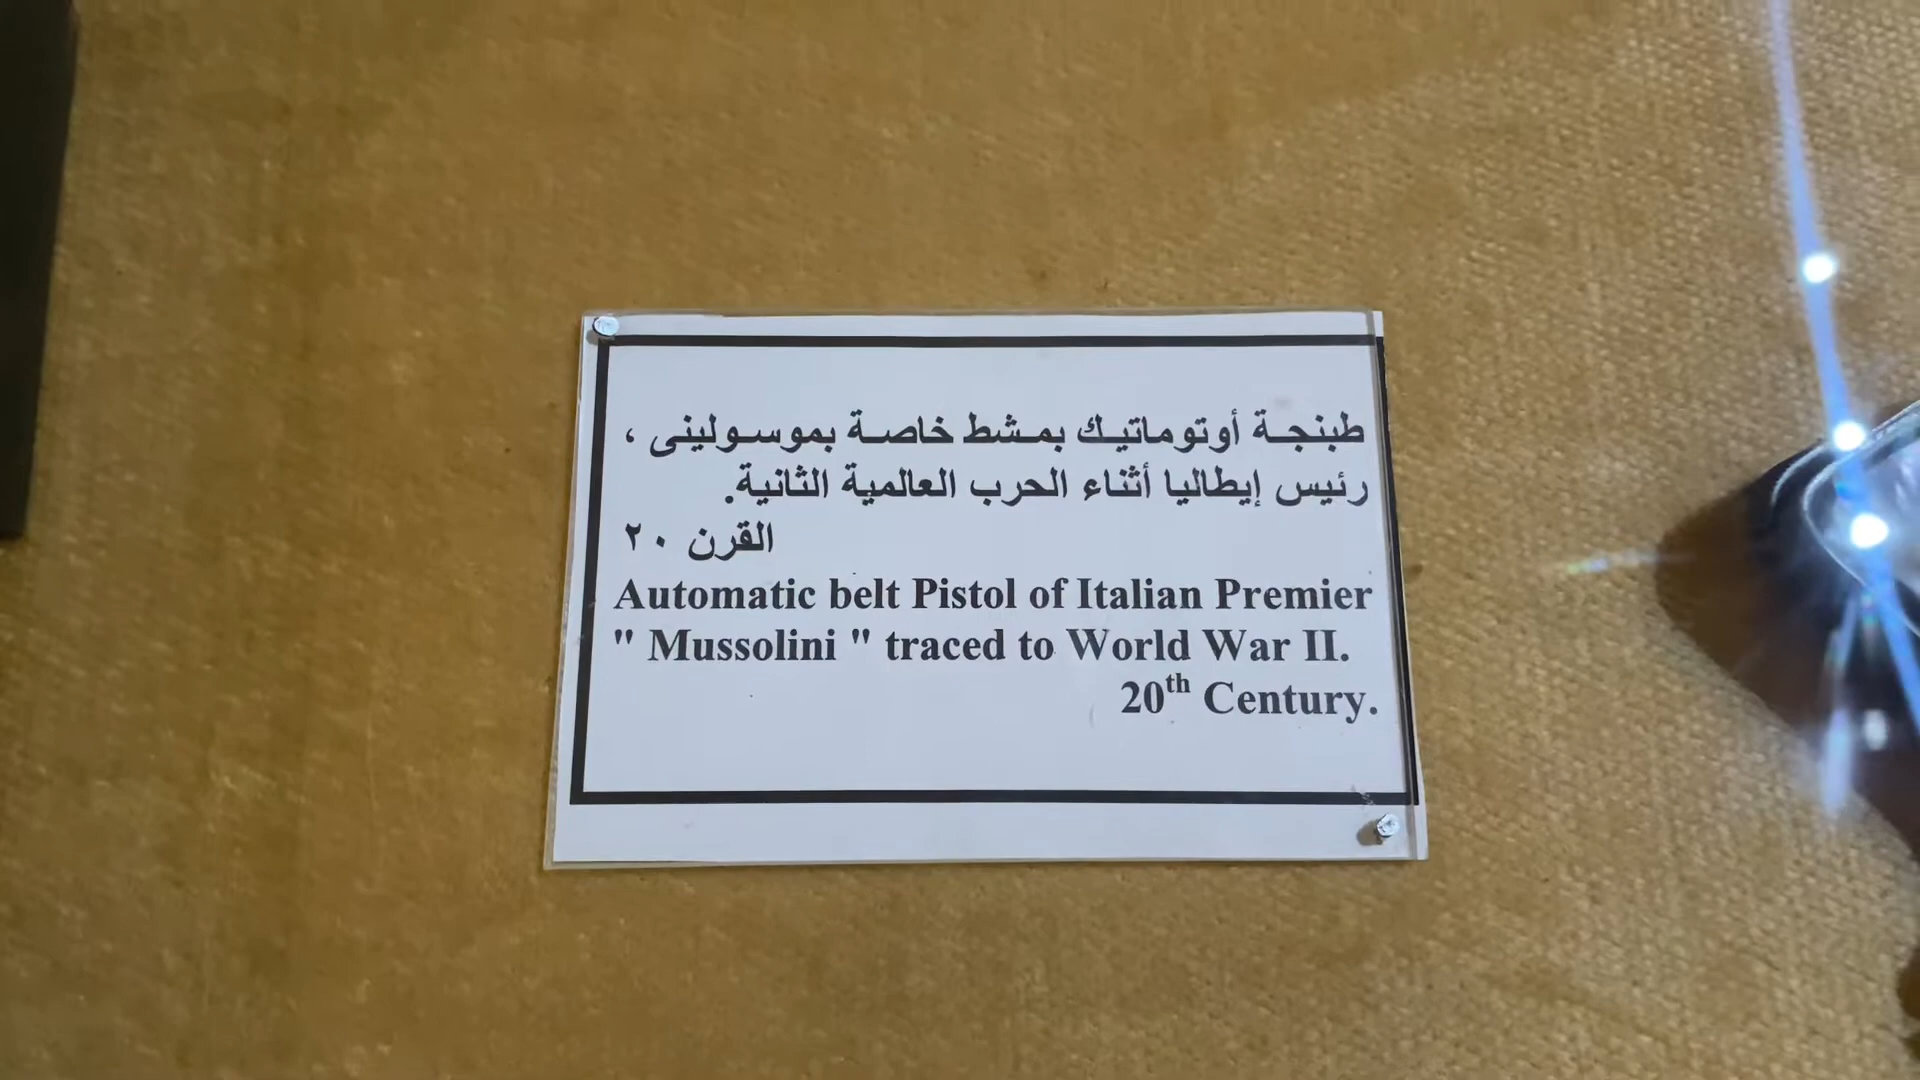 طبنجة أوتوماتيك بمشط خاصة بموسولينى ،
رئيس إيطاليا أثناء الحرب العالمية الثانية.
القرن ٢٠
Automatic belt Pistol of Italian Premier
" Mussolini " traced to World War II.
20th Century.